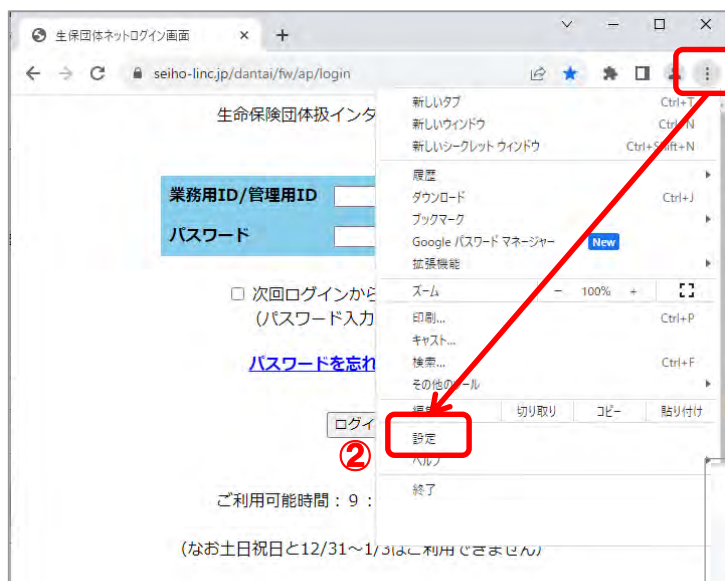 生保団体ネットログイン画面
seiho-linc.jp/dantai/fw/ap/login
生命保険団体扱インタ
業務用ID/管理用ID
パスワード
次回ログインから
(パスワード入力
パスワードを忘れ
ログイ
②
ご利用可能時間：9：
(なお土日祝日と12/31～1/3はご利用できません)
新しいタブ Ctrl+T
新しいウィンドウ Ctrl+N
新しいシークレット ウィンドウ Ctrl+Shift+N
履歴
ダウンロード Ctrl+J
ブックマーク
Google パスワード マネージャー New
拡張機能
ズーム - 100% +
印刷... Ctrl+P
キャスト...
検索... Ctrl+F
その他のツール
編集 切り取り コピー 貼り付け
設定
ヘルプ
終了